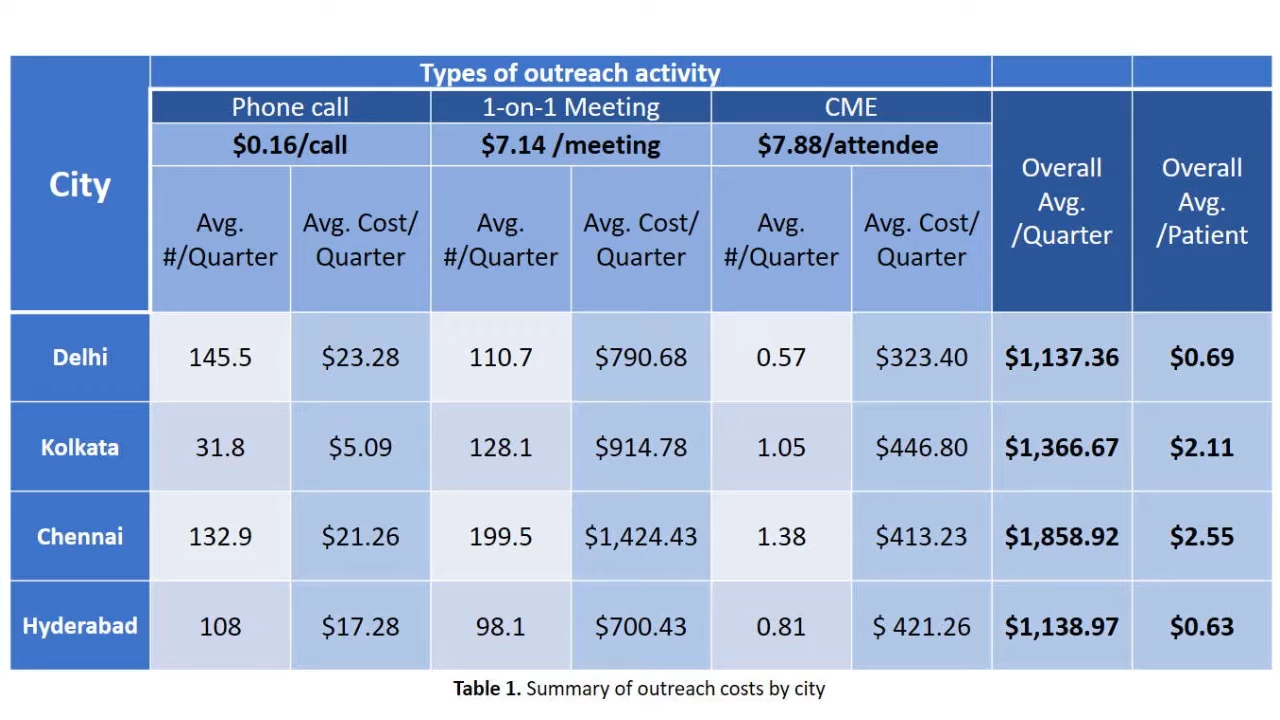 Types of outreach activity
City
Phone call
1-on-1 Meeting
CME
$0.16/call
$7.14 /meeting
$7.88/attendee
Overall
Avg.
/Quarter
Overall
Avg.
/Patient
Avg.
#/Quarter
Avg. Cost/
Quarter
Avg.
#/Quarter
Avg. Cost/
Quarter
Avg.
#/Quarter
Avg. Cost/
Quarter
Delhi 145.5 $23.28 110.7 $790.68 0.57 $323.40 $1,137.36 $0.69
Kolkata 31.8 $5.09 128.1 $914.78 1.05 $446.80 $1,366.67 $2.11
Chennai 132.9 $21.26 199.5 $1,424.43 1.38 $413.23 $1,858.92 $2.55
Hyderabad 108 $17.28 98.1 $700.43 0.81 $ 421.26 $1,138.97 $0.63
Table 1. Summary of outreach costs by city